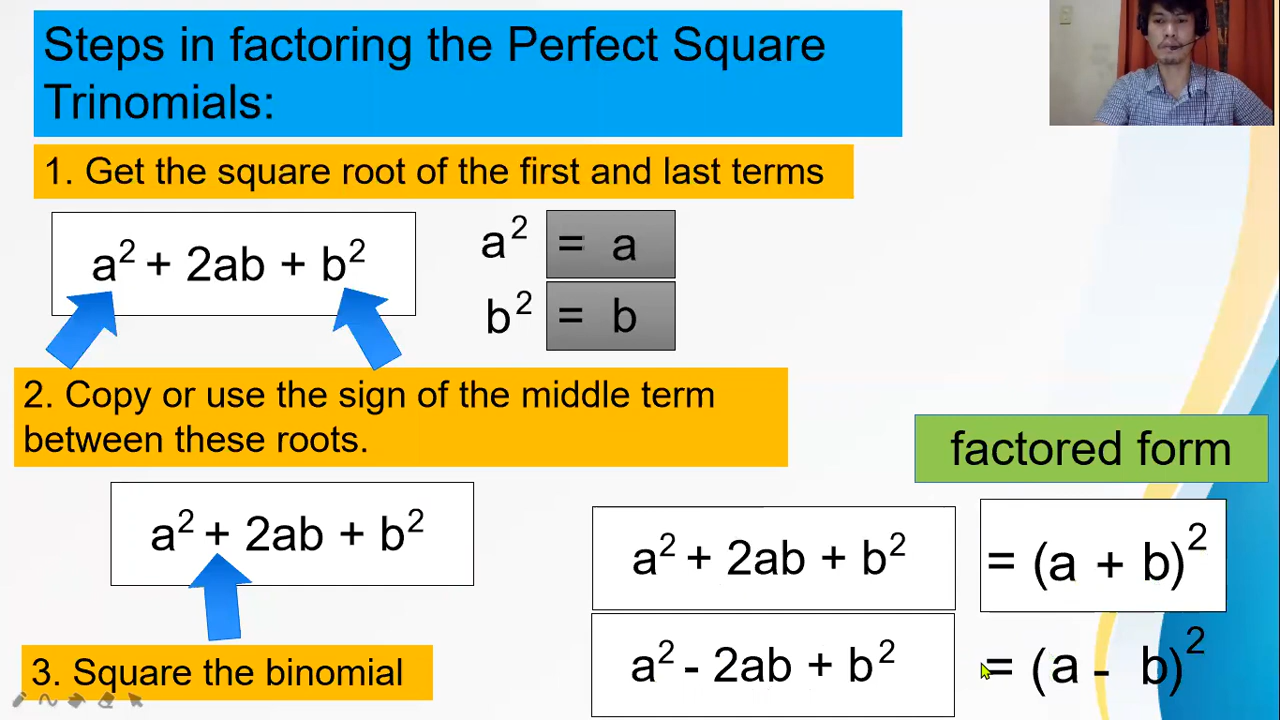 Steps in factoring the Perfect Square
Trinomials:
1. Get the square root of the first and last terms
a² + 2ab + b²
a² = a
b² = b
2. Copy or use the sign of the middle term
between these roots.
a² + 2ab + b²
3. Square the binomial
factored form
a² + 2ab + b² = (a + b)²
a² - 2ab + b² = (a - b)²